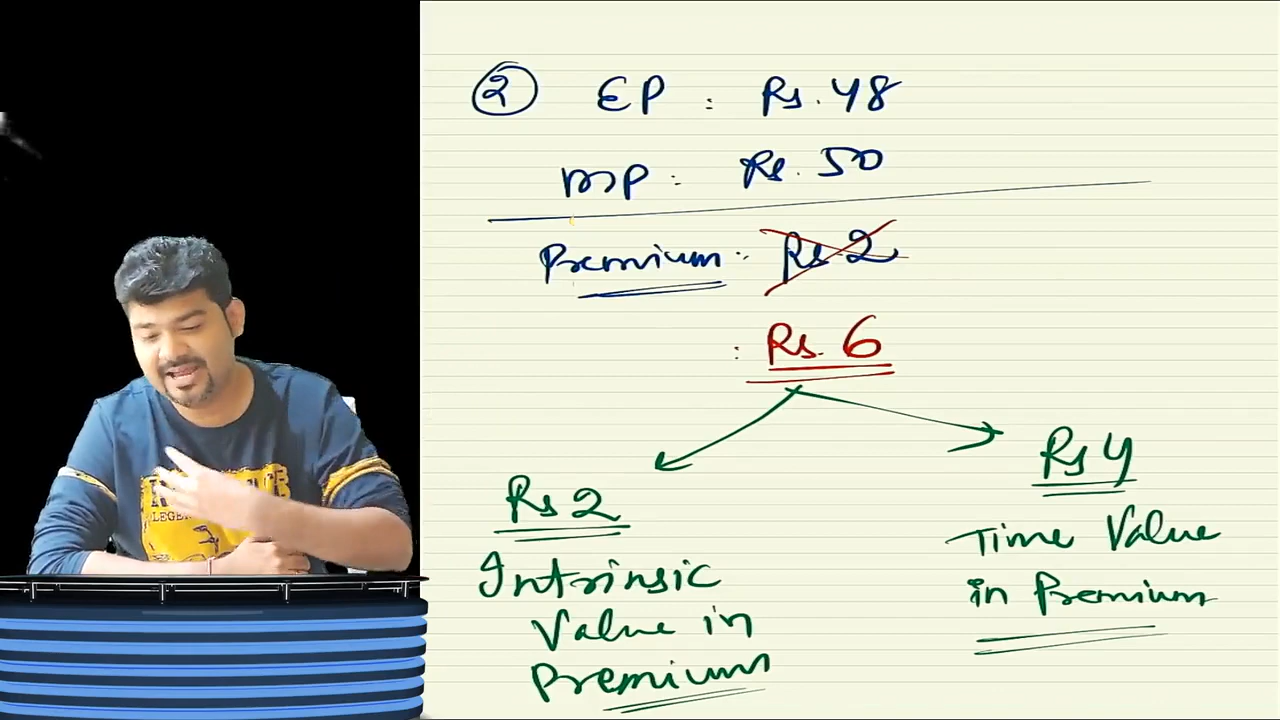 ② EP : Rs. 48
MP : Rs. 50
Premium : Rs 2
: Rs. 6
Rs 2
Intrinsic
Value in
Premium
Rs 4
Time Value
in Premium
LEGEN